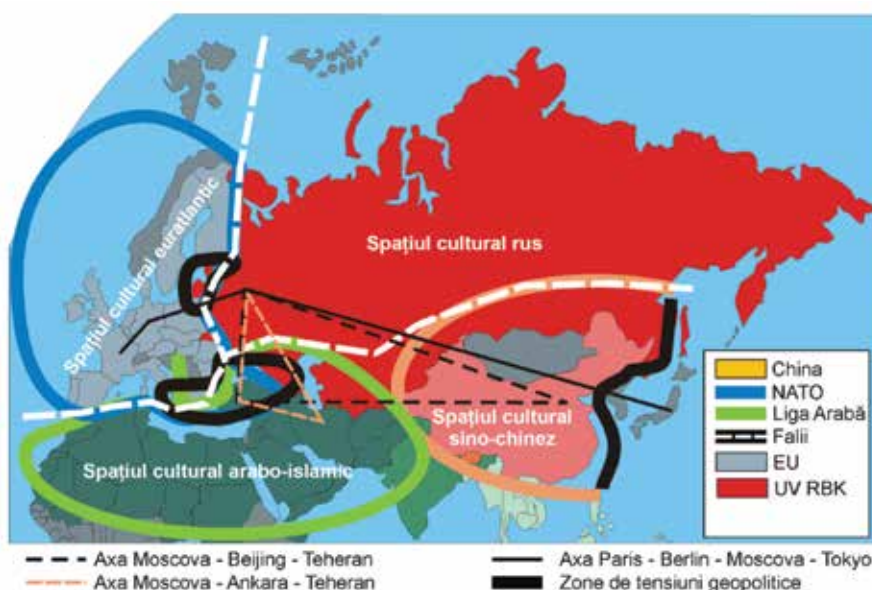 Spațiul cultural euratlantic
Spațiul cultural rus
Spațiul cultural
sino-chinez
Spațiul cultural arabo-islamic
China
NATO
Liga Arabă
Falii
EU
UV RBK
Axa Moscova - Beijing - Teheran
Axa Moscova - Ankara - Teheran
Axa Paris - Berlin - Moscova - Tokyo
Zone de tensiuni geopolitice